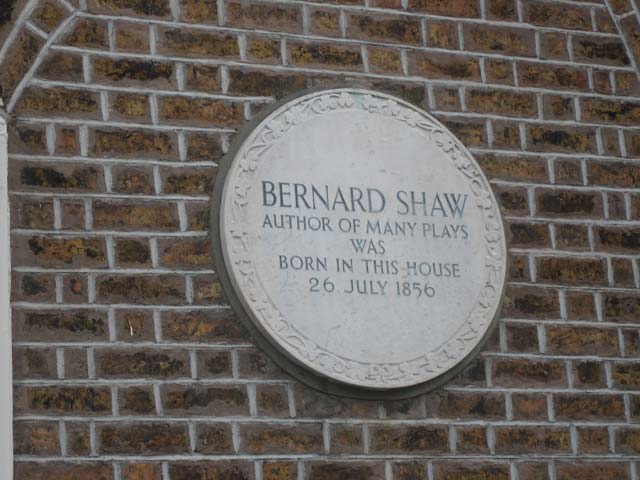 BERNARD SHAW
AUTHOR OF MANY PLAYS
WAS
BORN IN THIS HOUSE
26 JULY 1856